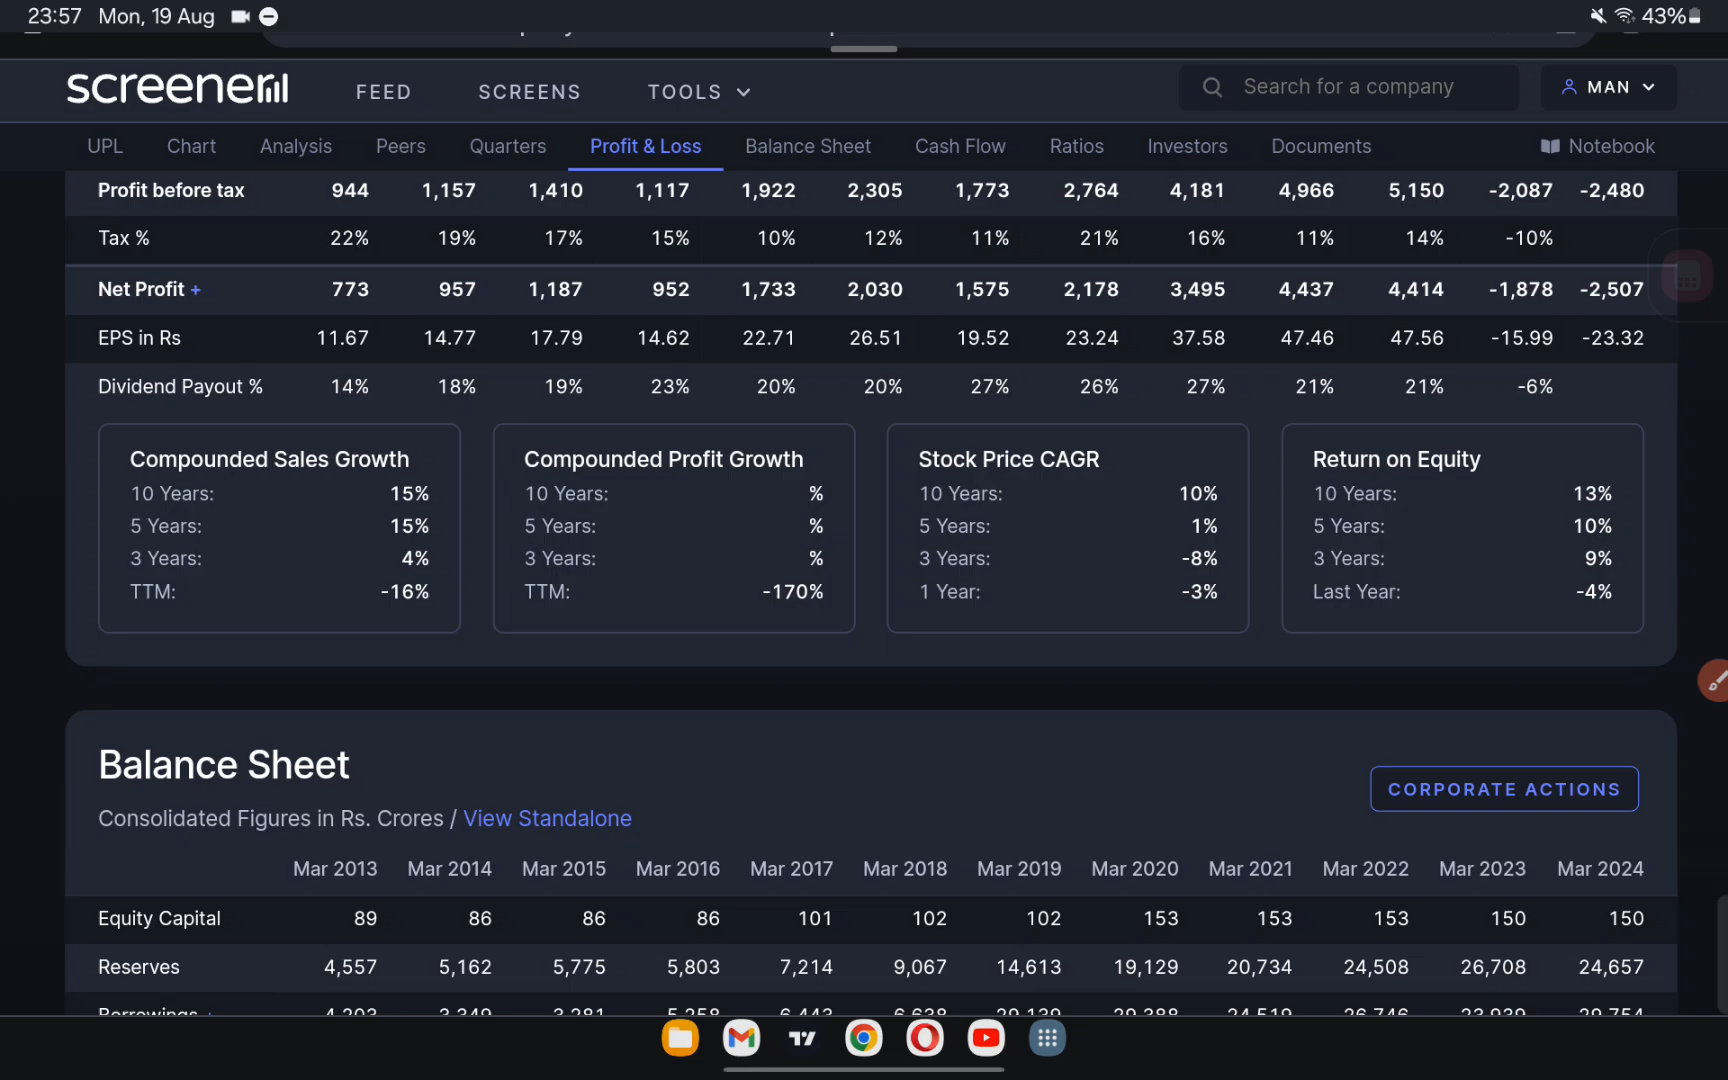 23:57 Mon, 19 Aug 43%
screener
FEED SCREENS TOOLS Search for a company MAN
UPL Chart Analysis Peers Quarters Profit & Loss Balance Sheet Cash Flow Ratios Investors Documents Notebook
Profit before tax 944 1,157 1,410 1,117 1,922 2,305 1,773 2,764 4,181 4,966 5,150 -2,087 -2,480
Tax % 22% 19% 17% 15% 10% 12% 11% 21% 16% 11% 14% -10%
Net Profit + 773 957 1,187 952 1,733 2,030 1,575 2,178 3,495 4,437 4,414 -1,878 -2,507
EPS in Rs 11.67 14.77 17.79 14.62 22.71 26.51 19.52 23.24 37.58 47.46 47.56 -15.99 -23.32
Dividend Payout % 14% 18% 19% 23% 20% 20% 27% 26% 27% 21% 21% -6%
Compounded Sales Growth
10 Years: 15%
5 Years: 15%
3 Years: 4%
TTM: -16%
Compounded Profit Growth
10 Years: %
5 Years: %
3 Years: %
TTM: -170%
Stock Price CAGR
10 Years: 10%
5 Years: 1%
3 Years: -8%
1 Year: -3%
Return on Equity
10 Years: 13%
5 Years: 10%
3 Years: 9%
Last Year: -4%
Balance Sheet
CORPORATE ACTIONS
Consolidated Figures in Rs. Crores / View Standalone
Mar 2013 Mar 2014 Mar 2015 Mar 2016 Mar 2017 Mar 2018 Mar 2019 Mar 2020 Mar 2021 Mar 2022 Mar 2023 Mar 2024
Equity Capital 89 86 86 86 101 102 102 153 153 153 150 150
Reserves 4,557 5,162 5,775 5,803 7,214 9,067 14,613 19,129 20,734 24,508 26,708 24,657
Borrowings +